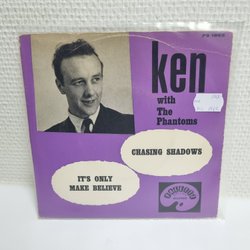 ken
with
The
Phantoms
CHASING SHADOWS
IT'S ONLY
MAKE BELIEVE